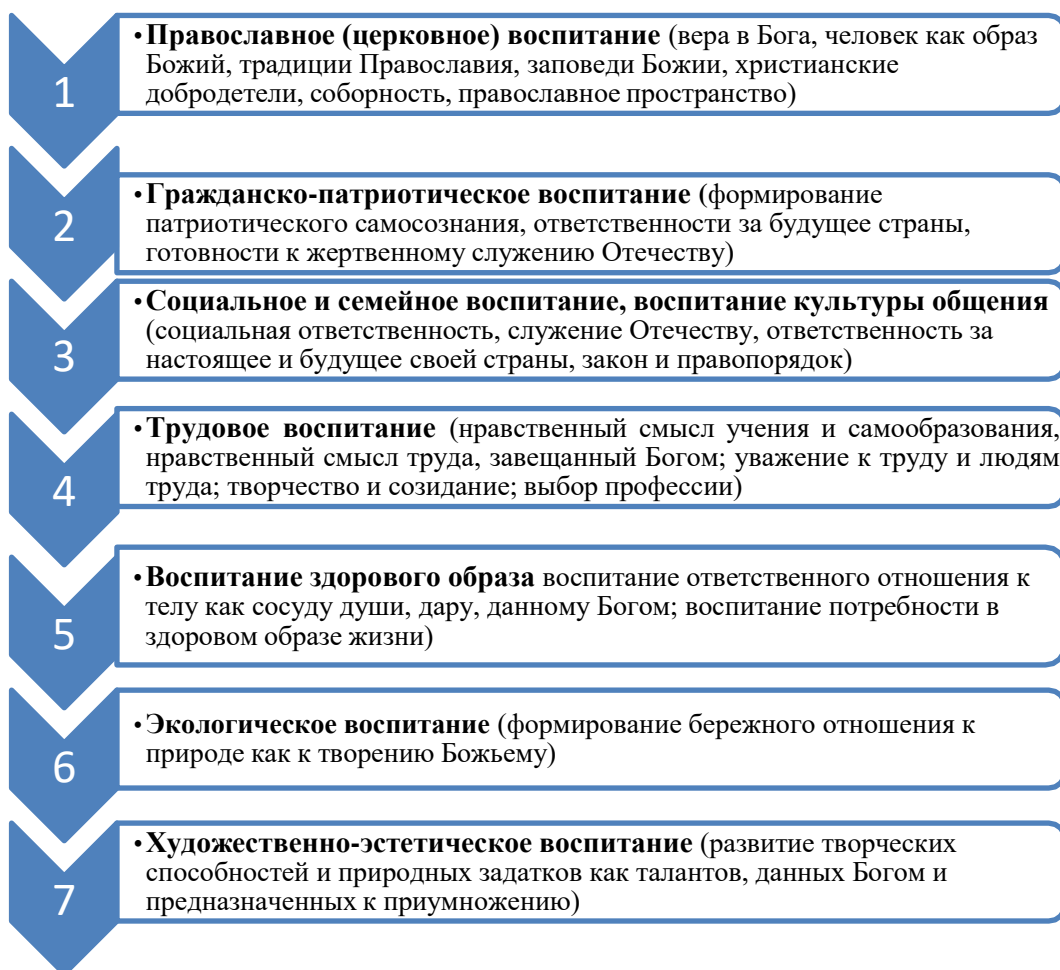 1
•Православное (церковное) воспитание (вера в Бога, человек как образ
Божий, традиции Православия, заповеди Божии, христианские
добродетели, соборность, православное пространство)
2
•Гражданско-патриотическое воспитание (формирование
патриотического самосознания, ответственности за будущее страны,
готовности к жертвенному служению Отечеству)
3
•Социальное и семейное воспитание, воспитание культуры общения
(социальная ответственность, служение Отечеству, ответственность за
настоящее и будущее своей страны, закон и правопорядок)
4
•Трудовое воспитание (нравственный смысл учения и самообразования,
нравственный смысл труда, завещанный Богом; уважение к труду и людям
труда; творчество и созидание; выбор профессии)
5
•Воспитание здорового образа воспитание ответственного отношения к
телу как сосуду души, дару, данному Богом; воспитание потребности в
здоровом образе жизни)
6
•Экологическое воспитание (формирование бережного отношения к
природе как к творению Божьему)
7
•Художественно-эстетическое воспитание (развитие творческих
способностей и природных задатков как талантов, данных Богом и
предназначенных к приумножению)